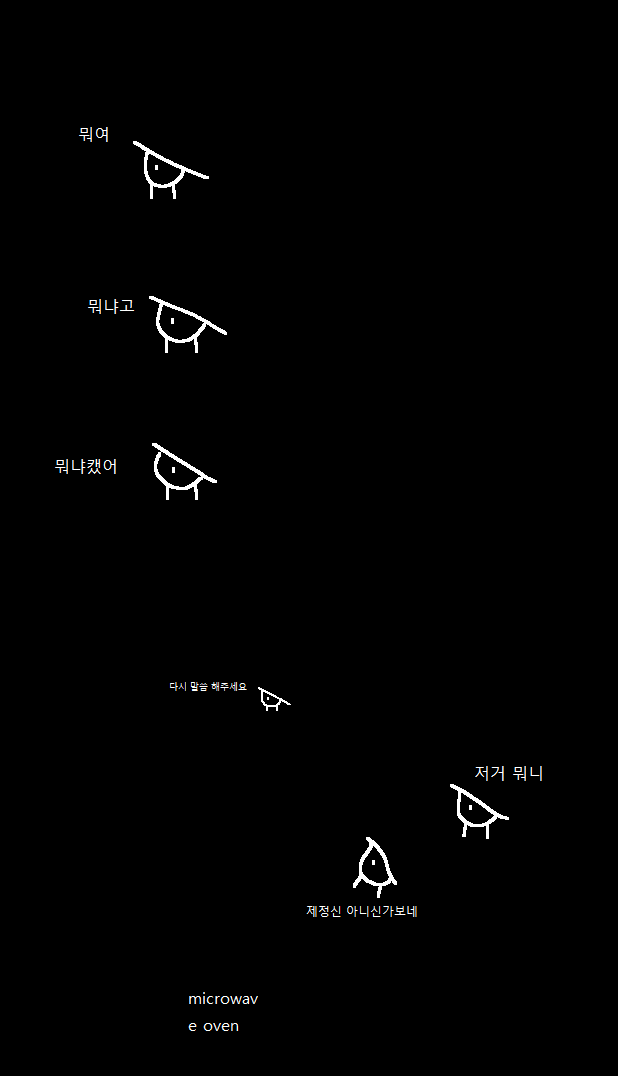 뭐여
뭐냐고
뭐냐캤어
다시 말씀 해주세요
저거 뭐니
제정신 아니신가보네
microwav
e oven